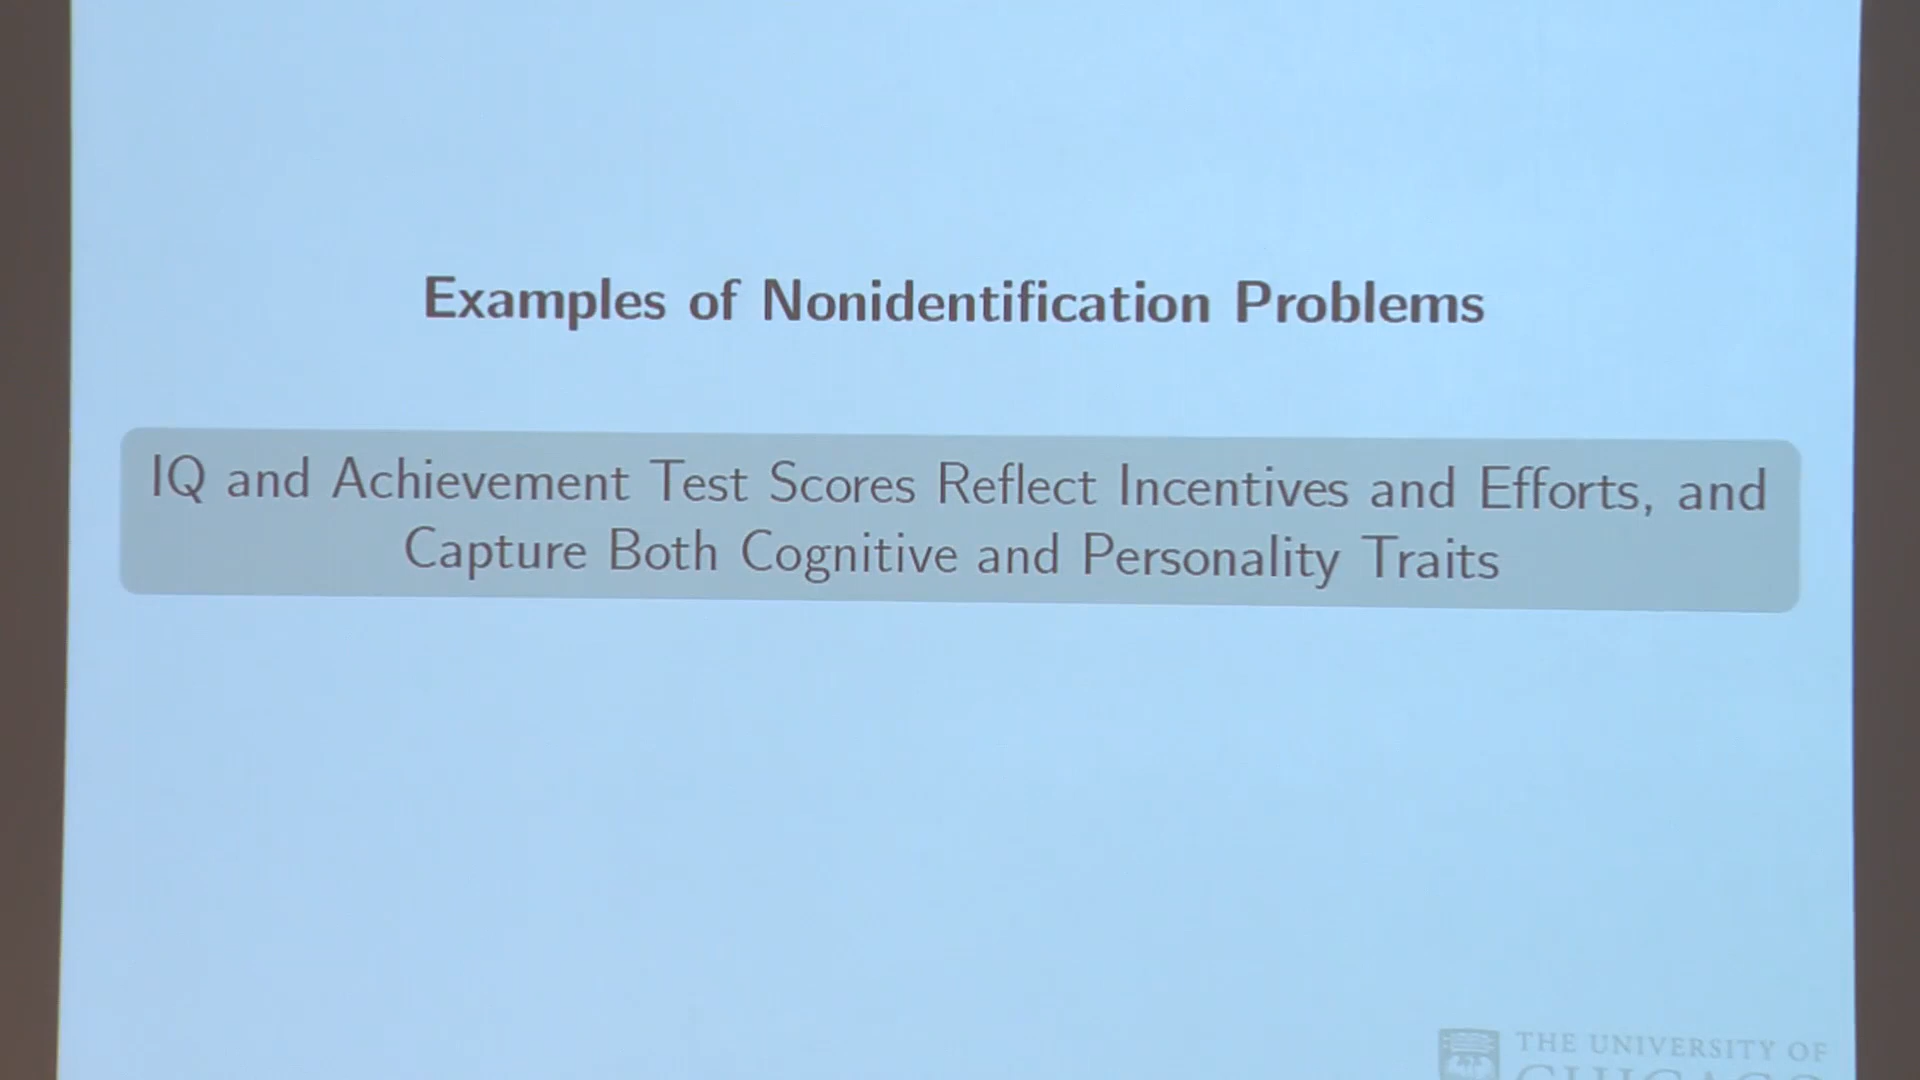 Examples of Nonidentification Problems
IQ and Achievement Test Scores Reflect Incentives and Efforts, and
Capture Both Cognitive and Personality Traits
THE UNIVERSITY OF
CHICAGO